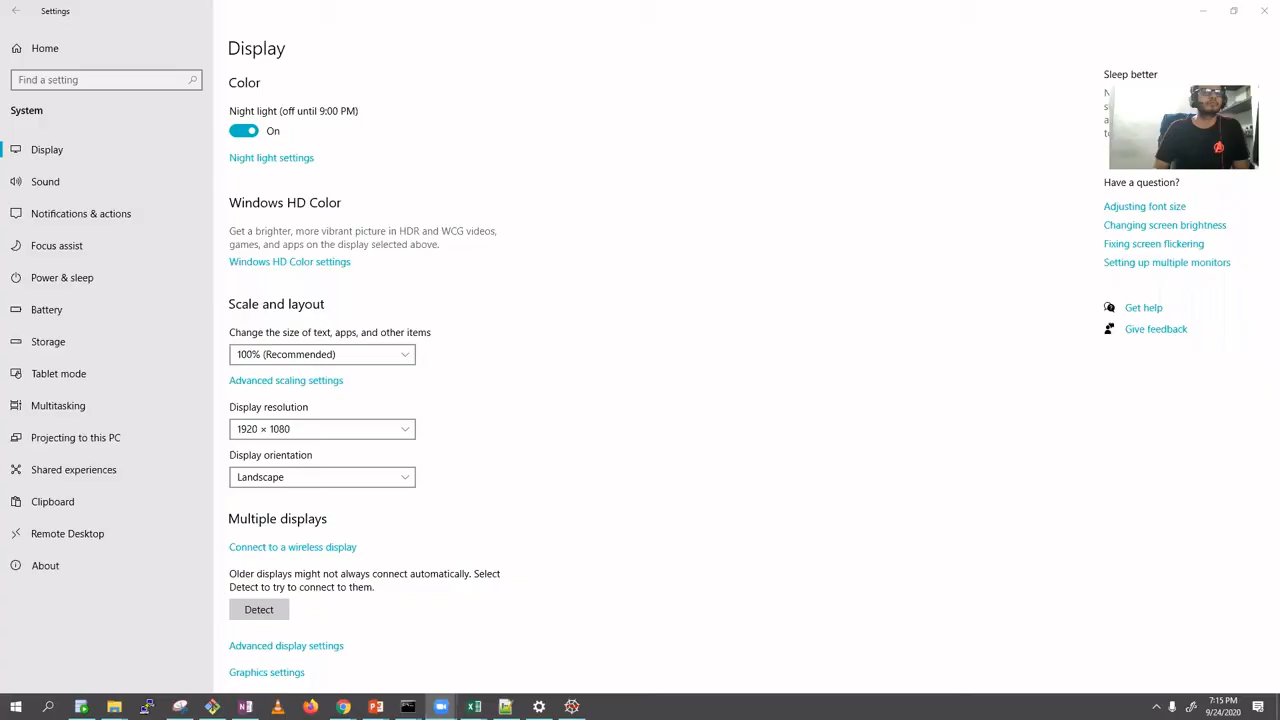 Settings
Home
Find a setting
System
Display
Sound
Notifications & actions
Focus assist
Power & sleep
Battery
Storage
Tablet mode
Multitasking
Projecting to this PC
Shared experiences
Clipboard
Remote Desktop
About
Display
Color
Night light (off until 9:00 PM)
On
Night light settings
Windows HD Color
Get a brighter, more vibrant picture in HDR and WCG videos,
games, and apps on the display selected above.
Windows HD Color settings
Scale and layout
Change the size of text, apps, and other items
100% (Recommended)
Advanced scaling settings
Display resolution
1920 × 1080
Display orientation
Landscape
Multiple displays
Connect to a wireless display
Older displays might not always connect automatically. Select
Detect to try to connect to them.
Detect
Advanced display settings
Graphics settings
Sleep better
Have a question?
Adjusting font size
Changing screen brightness
Fixing screen flickering
Setting up multiple monitors
Get help
Give feedback
7:15 PM
9/24/2020